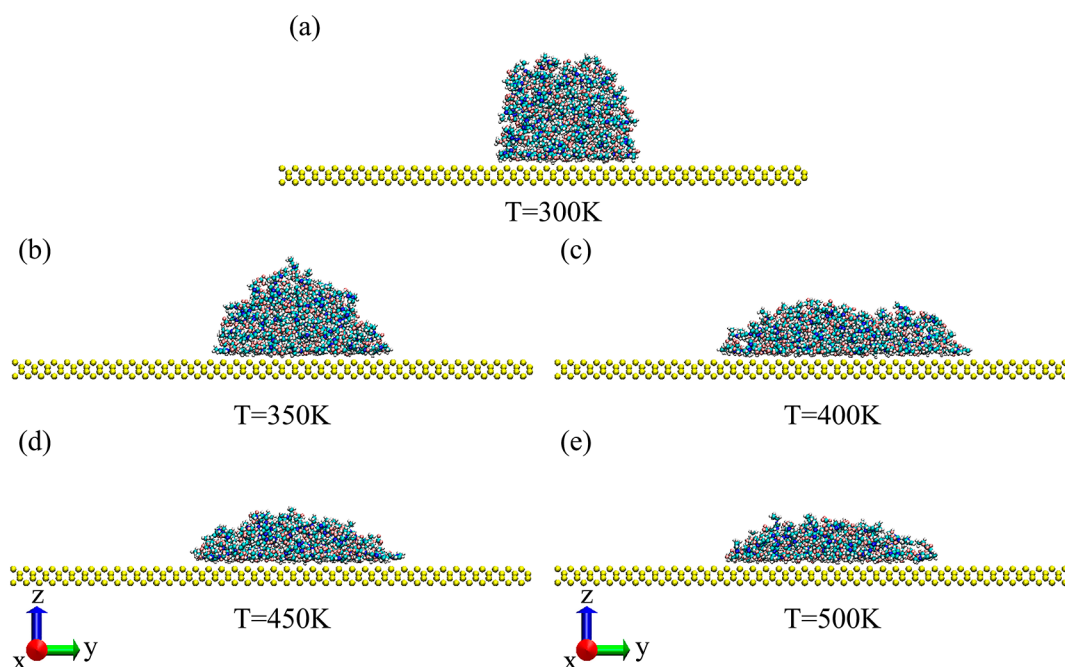 (a)
T=300K
(b)
(c)
T=350K
T=400K
(d)
(e)
T=450K
T=500K
z
y
x
z
y
x